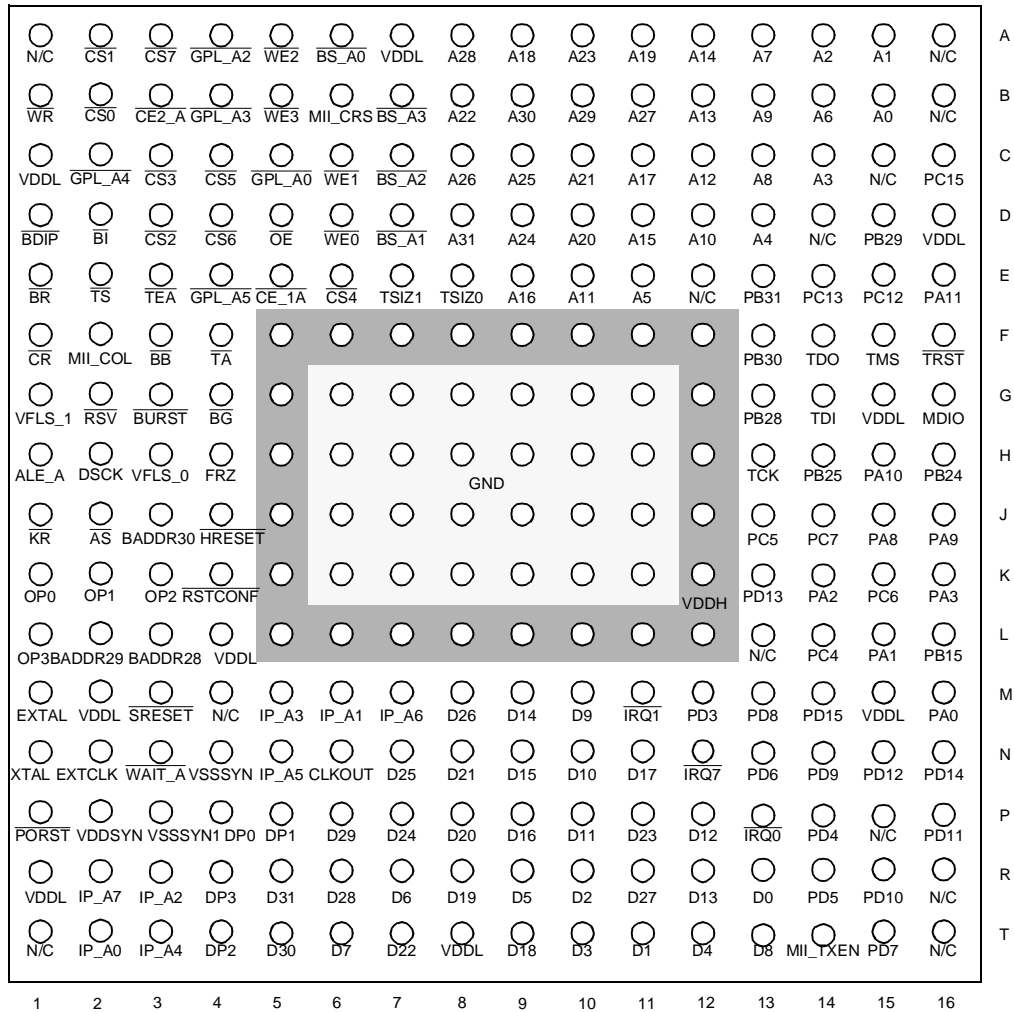 N/C CS1 CS7 GPL_A2 WE2 BS_A0 VDDL A28 A18 A23 A19 A14 A7 A2 A1 N/C A
WR CS0 CE2_A GPL_A3 WE3 MII_CRS BS_A3 A22 A30 A29 A27 A13 A9 A6 A0 N/C B
VDDL GPL_A4 CS3 CS5 GPL_A0 WE1 BS_A2 A26 A25 A21 A17 A12 A8 A3 N/C PC15 C
BDIP BI CS2 CS6 OE WE0 BS_A1 A31 A24 A20 A15 A10 A4 N/C PB29 VDDL D
BR TS TEA GPL_A5 CE_1A CS4 TSIZ1 TSIZ0 A16 A11 A5 N/C PB31 PC13 PC12 PA11 E
CR MII_COL BB TA PB30 TDO TMS TRST F
VFLS_1 RSV BURST BG PB28 TDI VDDL MDIO G
ALE_A DSCK VFLS_0 FRZ GND TCK PB25 PA10 PB24 H
KR AS BADDR30 HRESET PC5 PC7 PA8 PA9 J
OP0 OP1 OP2 RSTCONF VDDH PD13 PA2 PC6 PA3 K
OP3 BADDR29 BADDR28 VDDL N/C PC4 PA1 PB15 L
EXTAL VDDL SRESET N/C IP_A3 IP_A1 IP_A6 D26 D14 D9 IRQ1 PD3 PD8 PD15 VDDL PA0 M
XTAL EXTCLK WAIT_A VSSSYN IP_A5 CLKOUT D25 D21 D15 D10 D17 IRQ7 PD6 PD9 PD12 PD14 N
PORST VDDSYN VSSSYN1 DP0 DP1 D29 D24 D20 D16 D11 D23 D12 IRQ0 PD4 N/C PD11 P
VDDL IP_A7 IP_A2 DP3 D31 D28 D6 D19 D5 D2 D27 D13 D0 PD5 PD10 N/C R
N/C IP_A0 IP_A4 DP2 D30 D7 D22 VDDL D18 D3 D1 D4 D8 MII_TXEN PD7 N/C T
1 2 3 4 5 6 7 8 9 10 11 12 13 14 15 16